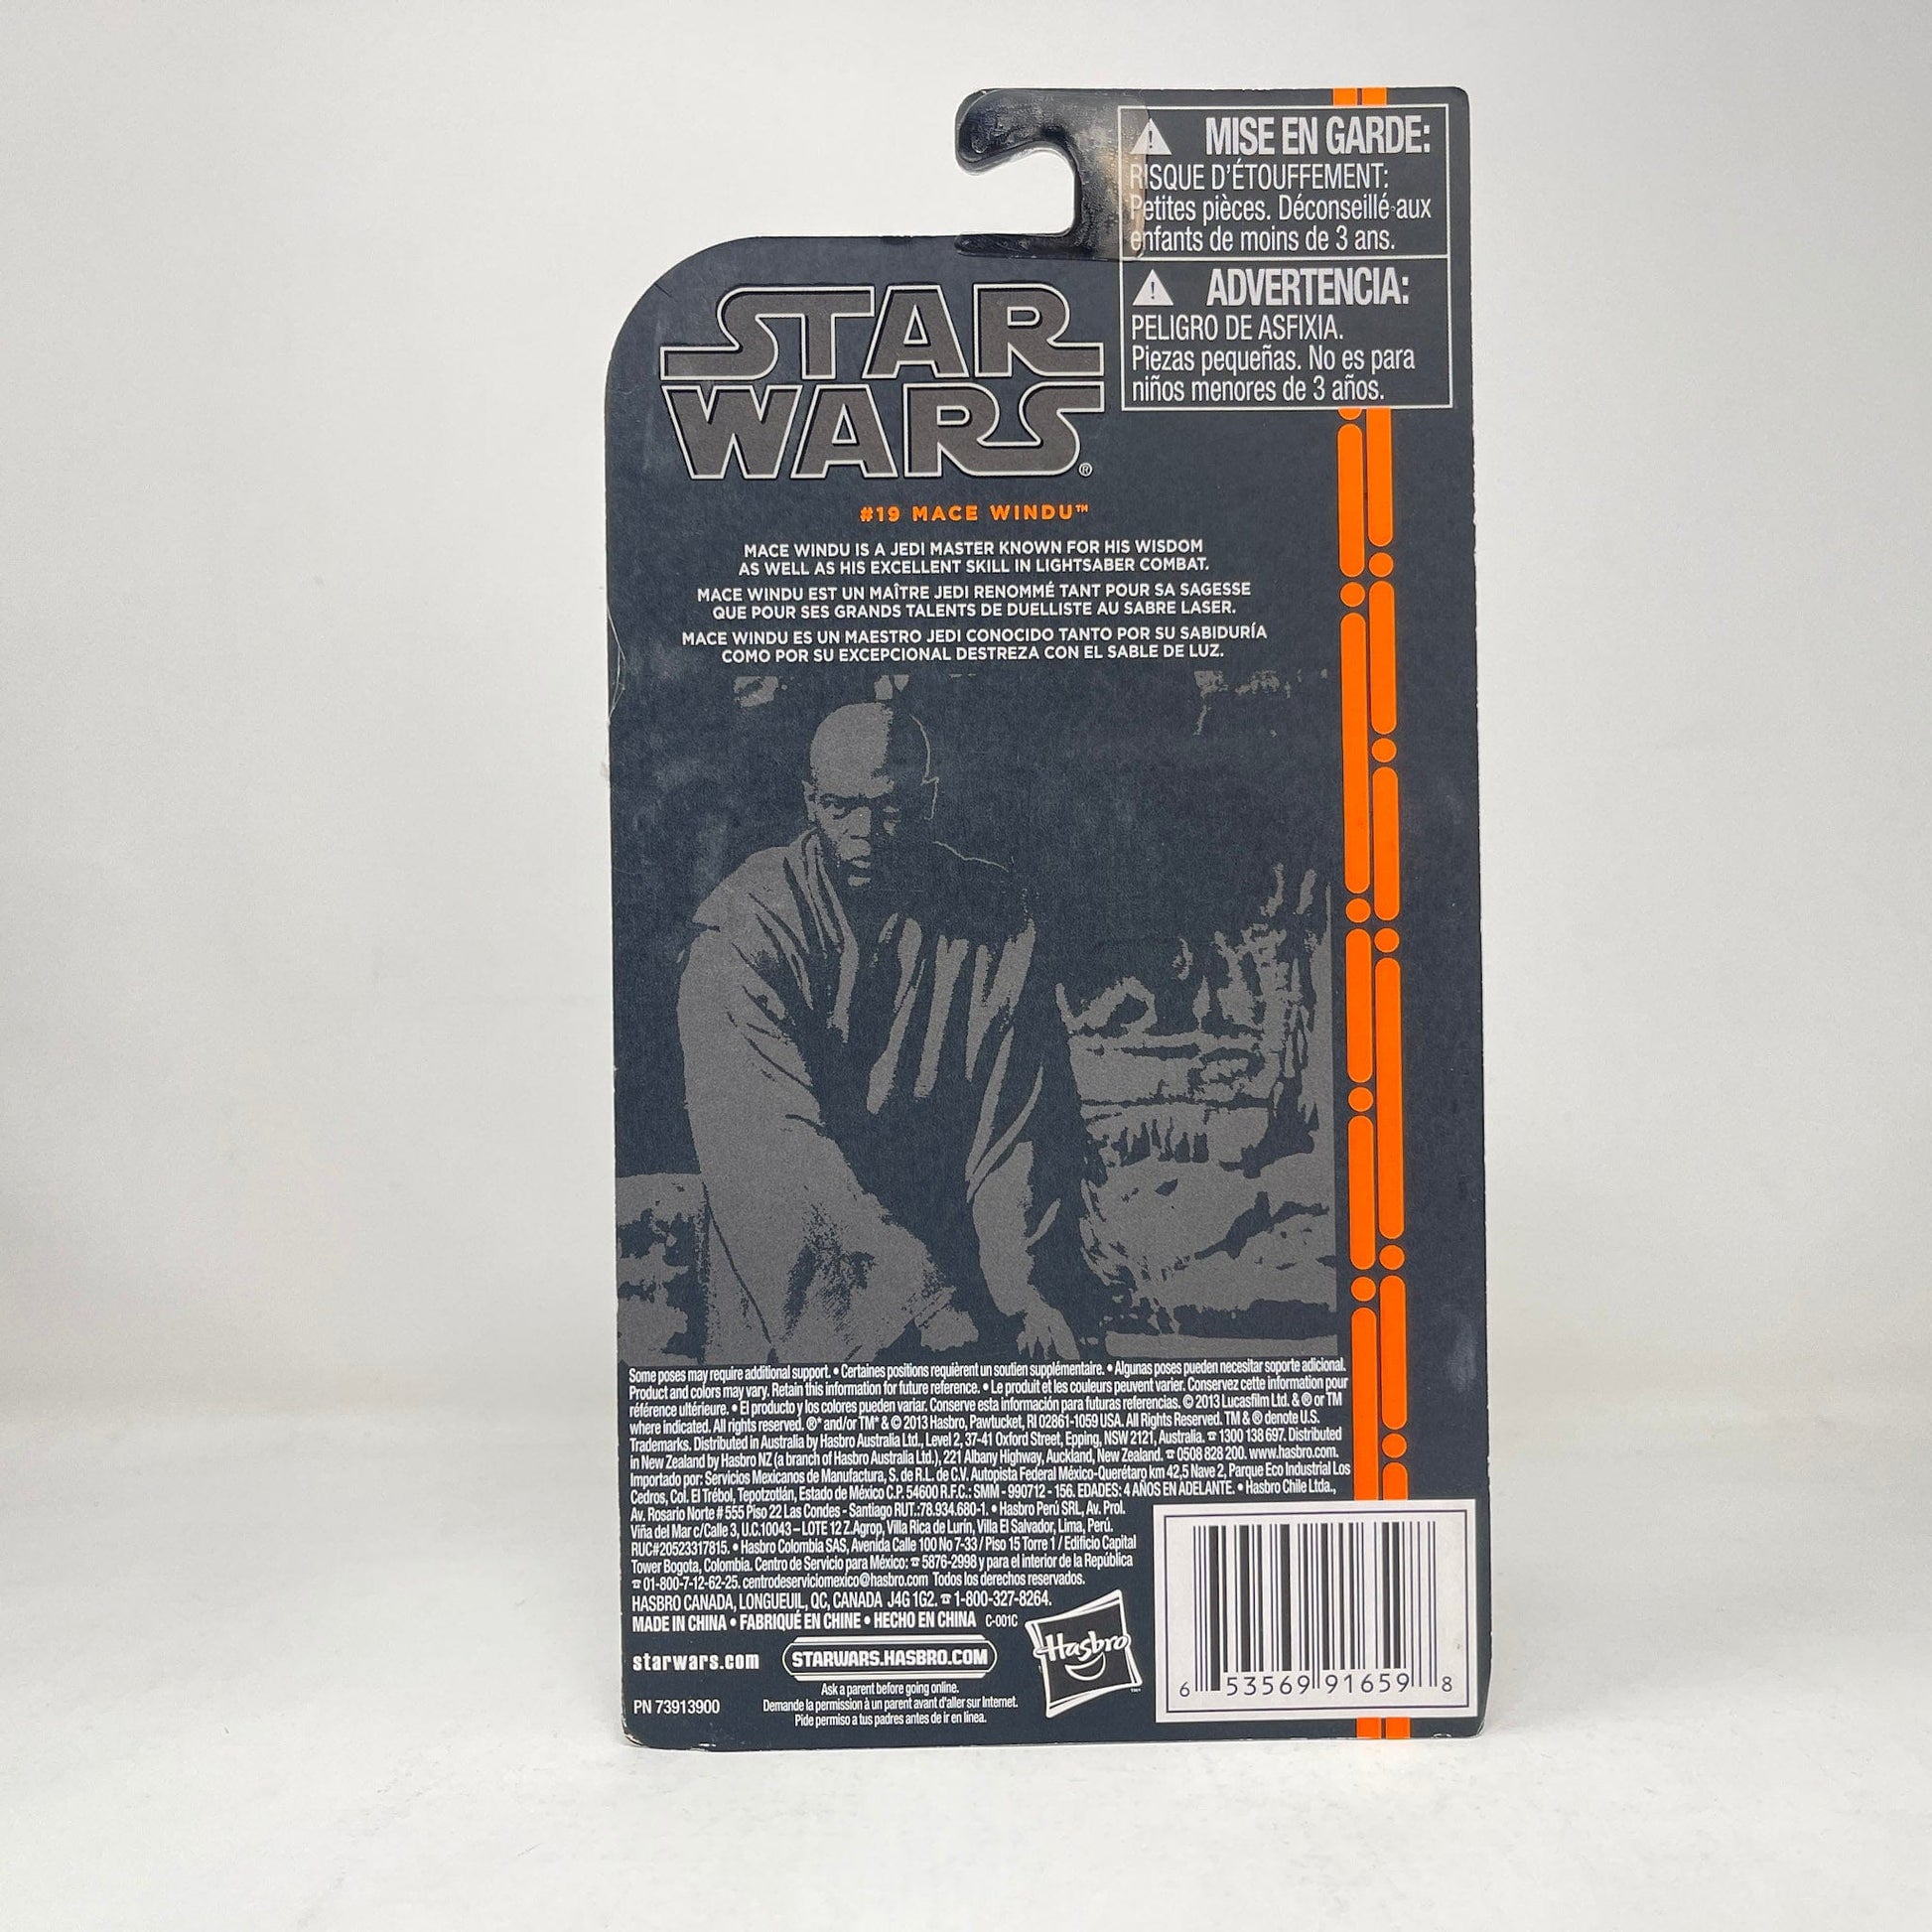 MISE EN GARDE:
RISQUE D'ÉTOUFFEMENT:
Petites pièces. Déconseillé aux
enfants de moins de 3 ans.
ADVERTENCIA:
PELIGRO DE ASFIXIA.
Piezas pequeñas. No es para
niños menores de 3 años.
STAR
WARS®
#19 MACE WINDU™
MACE WINDU IS A JEDI MASTER KNOWN FOR HIS WISDOM
AS WELL AS HIS EXCELLENT SKILL IN LIGHTSABER COMBAT.
MACE WINDU EST UN MAÎTRE JEDI RENOMMÉ TANT POUR SA SAGESSE
QUE POUR SES GRANDS TALENTS DE DUELLISTE AU SABRE LASER.
MACE WINDU ES UN MAESTRO JEDI CONOCIDO TANTO POR SU SABIDURÍA
COMO POR SU EXCEPCIONAL DESTREZA CON EL SABLE DE LUZ.
Some poses may require additional support. • Certaines positions requièrent un soutien supplémentaire. • Algunas poses pueden necesitar soporte adicional.
Product and colors may vary. Retain this information for future reference. • Le produit et les couleurs peuvent varier. Conservez cette information pour
référence ultérieure. • El producto y los colores pueden variar. Conserve esta información para futuras referencias. © 2013 Lucasfilm Ltd. & ® or TM
where indicated. All rights reserved. ®* and/or TM* & © 2013 Hasbro, Pawtucket, RI 02861-1059 USA. All Rights Reserved. TM & ® denote U.S.
Trademarks. Distributed in Australia by Hasbro Australia Ltd., Level 2, 37-41 Oxford Street, Epping, NSW 2121, Australia. ☎ 1300 138 697. Distributed
in New Zealand by Hasbro NZ (a branch of Hasbro Australia Ltd.), 221 Albany Highway, Auckland, New Zealand. ☎ 0508 828 200. www.hasbro.com.
Importado por: Servicios Mexicanos de Manufactura, S. de R.L. de C.V. Autopista Federal México-Querétaro km 42,5 Nave 2, Parque Eco Industrial Los
Cedros, Col. El Trébol, Tepotzotlán, Estado de México C.P. 54600 R.F.C.: SMM - 990712 - 156. EDADES: 4 AÑOS EN ADELANTE. • Hasbro Chile Ltda.,
Av. Rosario Norte # 555 Piso 22 Las Condes - Santiago RUT.:78.934.680-1. • Hasbro Perú SRL, Av. Prol.
Viña del Mar c/Calle 3, U.C.10043 – LOTE 12 Z.Agrop, Villa Rica de Lurín, Villa El Salvador, Lima, Perú.
RUC#20523317815. • Hasbro Colombia SAS, Avenida Calle 100 No 7-33 / Piso 15 Torre 1 / Edificio Capital
Tower Bogota, Colombia. Centro de Servicio para México: ☎ 5876-2998 y para el interior de la República
☎ 01-800-7-12-62-25. centrodeserviciomexico@hasbro.com Todos los derechos reservados.
HASBRO CANADA, LONGUEUIL, QC, CANADA J4G 1G2. ☎ 1-800-327-8264.
MADE IN CHINA • FABRIQUÉ EN CHINE • HECHO EN CHINA C-001C
starwars.com STARWARS.HASBRO.COM
Ask a parent before going online.
Demande la permission à un parent avant d'aller sur Internet.
Pide permiso a tus padres antes de ir en línea.
PN 73913900
Hasbro
6 53569 91659 8